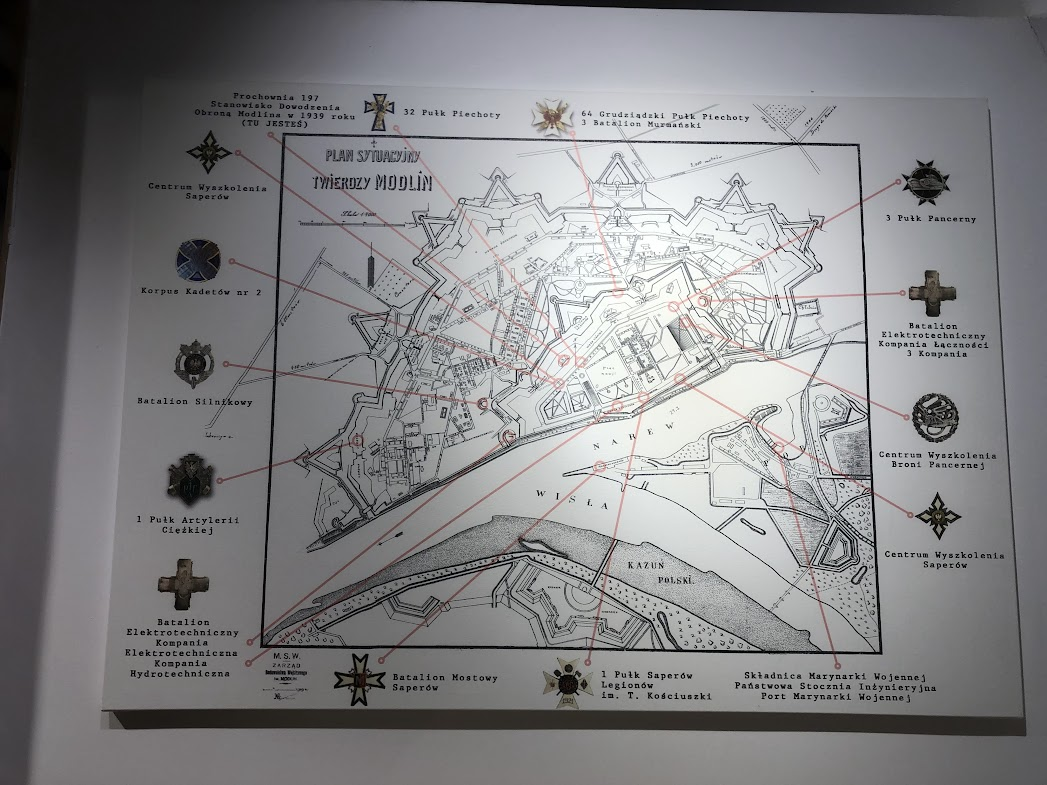 Prochownia 197
Stanowisko Dowodzenia
Obroną Modlina w 1939 roku
(TU JESTEŚ)
32 Pułk Piechoty
64 Grudziądzki Pułk Piechoty
3 Batalion Murmański
PLAN SYTUACYJNY
TWIERDZY MODLIN
Centrum Wyszkolenia
Saperów
3 Pułk Pancerny
Korpus Kadetów nr 2
Batalion
Elektrotechniczny
Kompania Łączności
3 Kompania
Batalion Silnikowy
Centrum Wyszkolenia
Broni Pancernej
NAREW
WISŁA
1 Pułk Artylerii
Ciężkiej
Centrum Wyszkolenia
Saperów
KAZUŃ
POLSKI.
Batalion
Elektrotechniczny
Kompania
Elektrotechniczna
Kompania
Hydrotechniczna
M.S.W.
ZARZĄD
Batalion Mostowy
Saperów
1 Pułk Saperów
Legionów
im. T. Kościuszki
Składnica Marynarki Wojennej
Państwowa Stocznia Inżynieryjna
Port Marynarki Wojennej